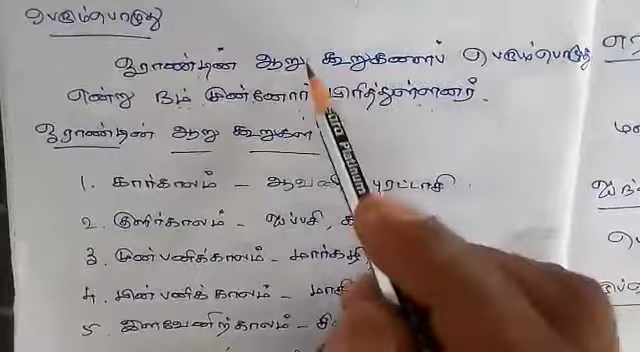 பெரும்பொழுது
ஓராண்டின் ஆறு கூறுகளைப் பெரும்பொழுது
என்று நம் முன்னோர் பிரித்துள்ளனர்.
ஓராண்டின் ஆறு கூறுகள்
1. கார்காலம் - ஆவணி புரட்டாசி
2. குளிர்காலம் - ஐப்பசி,
3. முன்பனிக்காலம் - மார்கழி,
4. பின்பனிக் காலம் - மாசி
5. இளவேனிற்காலம் -
Platinum